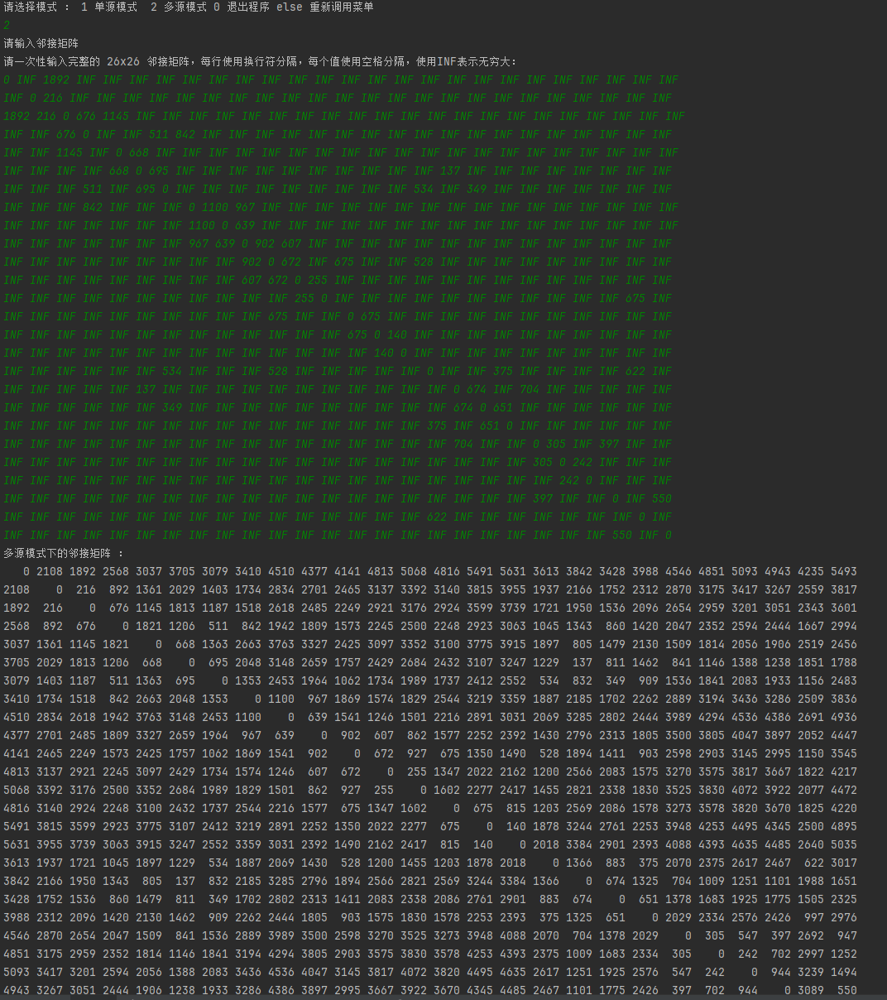 请选择模式 : 1 单源模式 2 多源模式 0 退出程序 else 重新调用菜单
2
请输入邻接矩阵
请一次性输入完整的 26x26 邻接矩阵，每行使用换行符分隔，每个值使用空格分隔，使用INF表示无穷大:
0 INF 1892 INF INF INF INF INF INF INF INF INF INF INF INF INF INF INF INF INF INF INF INF INF INF INF
INF 0 216 INF INF INF INF INF INF INF INF INF INF INF INF INF INF INF INF INF INF INF INF INF INF INF
1892 216 0 676 1145 INF INF INF INF INF INF INF INF INF INF INF INF INF INF INF INF INF INF INF INF INF
INF INF 676 0 INF INF 511 842 INF INF INF INF INF INF INF INF INF INF INF INF INF INF INF INF INF INF
INF INF 1145 INF 0 668 INF INF INF INF INF INF INF INF INF INF INF INF INF INF INF INF INF INF INF INF
INF INF INF INF 668 0 695 INF INF INF INF INF INF INF INF INF INF 137 INF INF INF INF INF INF INF INF
INF INF INF 511 INF 695 0 INF INF INF INF INF INF INF INF INF 534 INF 349 INF INF INF INF INF INF INF
INF INF INF 842 INF INF INF 0 1100 967 INF INF INF INF INF INF INF INF INF INF INF INF INF INF INF INF
INF INF INF INF INF INF INF 1100 0 639 INF INF INF INF INF INF INF INF INF INF INF INF INF INF INF INF
INF INF INF INF INF INF INF 967 639 0 902 607 INF INF INF INF INF INF INF INF INF INF INF INF INF INF
INF INF INF INF INF INF INF INF INF 902 0 672 INF 675 INF INF 528 INF INF INF INF INF INF INF INF INF
INF INF INF INF INF INF INF INF INF 607 672 0 255 INF INF INF INF INF INF INF INF INF INF INF INF INF
INF INF INF INF INF INF INF INF INF INF INF 255 0 INF INF INF INF INF INF INF INF INF INF INF 675 INF
INF INF INF INF INF INF INF INF INF INF 675 INF INF 0 675 INF INF INF INF INF INF INF INF INF INF INF
INF INF INF INF INF INF INF INF INF INF INF INF INF 675 0 140 INF INF INF INF INF INF INF INF INF INF
INF INF INF INF INF INF INF INF INF INF INF INF INF INF 140 0 INF INF INF INF INF INF INF INF INF INF
INF INF INF INF INF INF 534 INF INF INF 528 INF INF INF INF INF 0 INF INF 375 INF INF INF INF 622 INF
INF INF INF INF INF 137 INF INF INF INF INF INF INF INF INF INF INF 0 674 INF 704 INF INF INF INF INF
INF INF INF INF INF INF 349 INF INF INF INF INF INF INF INF INF INF 674 0 651 INF INF INF INF INF INF
INF INF INF INF INF INF INF INF INF INF INF INF INF INF INF INF 375 INF 651 0 INF INF INF INF INF INF
INF INF INF INF INF INF INF INF INF INF INF INF INF INF INF INF INF 704 INF INF 0 305 INF 397 INF INF
INF INF INF INF INF INF INF INF INF INF INF INF INF INF INF INF INF INF INF INF 305 0 242 INF INF INF
INF INF INF INF INF INF INF INF INF INF INF INF INF INF INF INF INF INF INF INF INF 242 0 INF INF INF
INF INF INF INF INF INF INF INF INF INF INF INF INF INF INF INF INF INF INF INF 397 INF INF 0 INF 550
INF INF INF INF INF INF INF INF INF INF INF INF INF INF INF INF 622 INF INF INF INF INF INF INF 0 INF
INF INF INF INF INF INF INF INF INF INF INF INF INF INF INF INF INF INF INF INF INF INF INF 550 INF 0
多源模式下的邻接矩阵 :
0 2108 1892 2568 3037 3705 3079 3410 4510 4377 4141 4813 5068 4816 5491 5631 3613 3842 3428 3988 4546 4851 5093 4943 4235 5493
2108 0 216 892 1361 2029 1403 1734 2834 2701 2465 3137 3392 3140 3815 3955 1937 2166 1752 2312 2870 3175 3417 3267 2559 3817
1892 216 0 676 1145 1813 1187 1518 2618 2485 2249 2921 3176 2924 3599 3739 1721 1950 1536 2096 2654 2959 3201 3051 2343 3601
2568 892 676 0 1821 1206 511 842 1942 1809 1573 2245 2500 2248 2923 3063 1045 1343 860 1420 2047 2352 2594 2444 1667 2994
3037 1361 1145 1821 0 668 1363 2663 3763 3327 2425 3097 3352 3100 3775 3915 1897 805 1479 2130 1509 1814 2056 1906 2519 2456
3705 2029 1813 1206 668 0 695 2048 3148 2659 1757 2429 2684 2432 3107 3247 1229 137 811 1462 841 1146 1388 1238 1851 1788
3079 1403 1187 511 1363 695 0 1353 2453 1964 1062 1734 1989 1737 2412 2552 534 832 349 909 1536 1841 2083 1933 1156 2483
3410 1734 1518 842 2663 2048 1353 0 1100 967 1869 1574 1829 2544 3219 3359 1887 2185 1702 2262 2889 3194 3436 3286 2509 3836
4510 2834 2618 1942 3763 3148 2453 1100 0 639 1541 1246 1501 2216 2891 3031 2069 3285 2802 2444 3989 4294 4536 4386 2691 4936
4377 2701 2485 1809 3327 2659 1964 967 639 0 902 607 862 1577 2252 2392 1430 2796 2313 1805 3500 3805 4047 3897 2052 4447
4141 2465 2249 1573 2425 1757 1062 1869 1541 902 0 672 927 675 1350 1490 528 1894 1411 903 2598 2903 3145 2995 1150 3545
4813 3137 2921 2245 3097 2429 1734 1574 1246 607 672 0 255 1347 2022 2162 1200 2566 2083 1575 3270 3575 3817 3667 1822 4217
5068 3392 3176 2500 3352 2684 1989 1829 1501 862 927 255 0 1602 2277 2417 1455 2821 2338 1830 3525 3830 4072 3922 2077 4472
4816 3140 2924 2248 3100 2432 1737 2544 2216 1577 675 1347 1602 0 675 815 1203 2569 2086 1578 3273 3578 3820 3670 1825 4220
5491 3815 3599 2923 3775 3107 2412 3219 2891 2252 1350 2022 2277 675 0 140 1878 3244 2761 2253 3948 4253 4495 4345 2500 4895
5631 3955 3739 3063 3915 3247 2552 3359 3031 2392 1490 2162 2417 815 140 0 2018 3384 2901 2393 4088 4393 4635 4485 2640 5035
3613 1937 1721 1045 1897 1229 534 1887 2069 1430 528 1200 1455 1203 1878 2018 0 1366 883 375 2070 2375 2617 2467 622 3017
3842 2166 1950 1343 805 137 832 2185 3285 2796 1894 2566 2821 2569 3244 3384 1366 0 674 1325 704 1009 1251 1101 1988 1651
3428 1752 1536 860 1479 811 349 1702 2802 2313 1411 2083 2338 2086 2761 2901 883 674 0 651 1378 1683 1925 1775 1505 2325
3988 2312 2096 1420 2130 1462 909 2262 2444 1805 903 1575 1830 1578 2253 2393 375 1325 651 0 2029 2334 2576 2426 997 2976
4546 2870 2654 2047 1509 841 1536 2889 3989 3500 2598 3270 3525 3273 3948 4088 2070 704 1378 2029 0 305 547 397 2692 947
4851 3175 2959 2352 1814 1146 1841 3194 4294 3805 2903 3575 3830 3578 4253 4393 2375 1009 1683 2334 305 0 242 702 2997 1252
5093 3417 3201 2594 2056 1388 2083 3436 4536 4047 3145 3817 4072 3820 4495 4635 2617 1251 1925 2576 547 242 0 944 3239 1494
4943 3267 3051 2444 1906 1238 1933 3286 4386 3897 2995 3667 3922 3670 4345 4485 2467 1101 1775 2426 397 702 944 0 3089 550